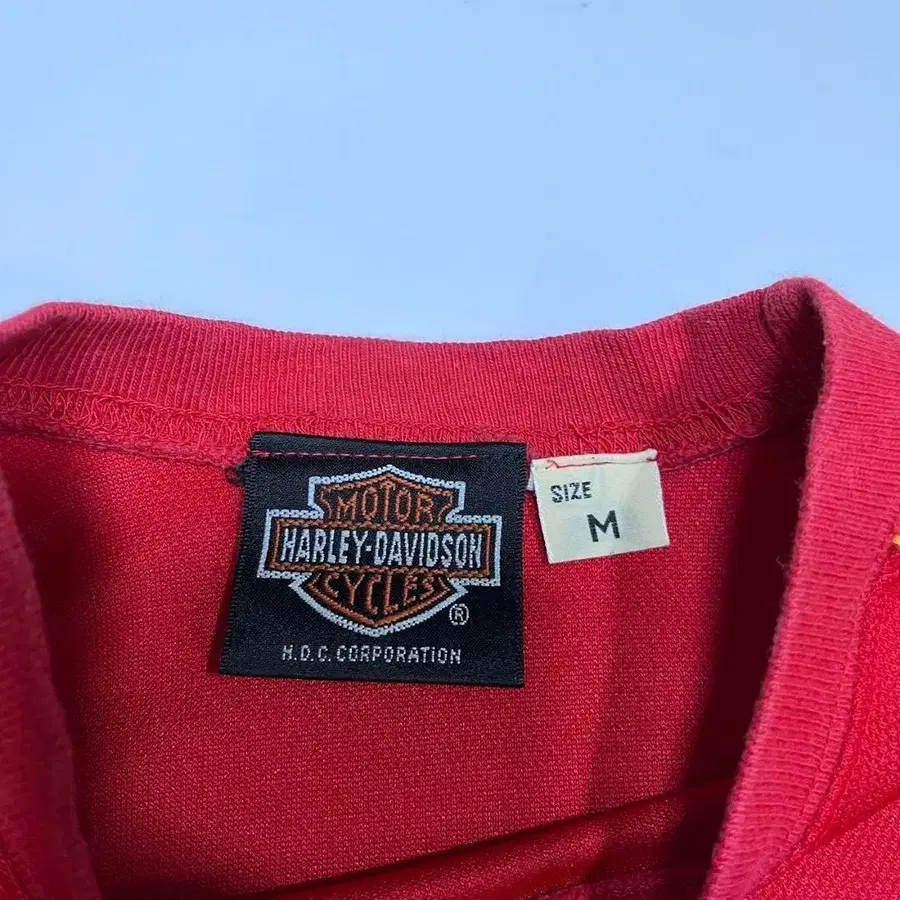 MOTOR
HARLEY-DAVIDSON
CYCLES
®
H.D.C. CORPORATION
SIZE
M